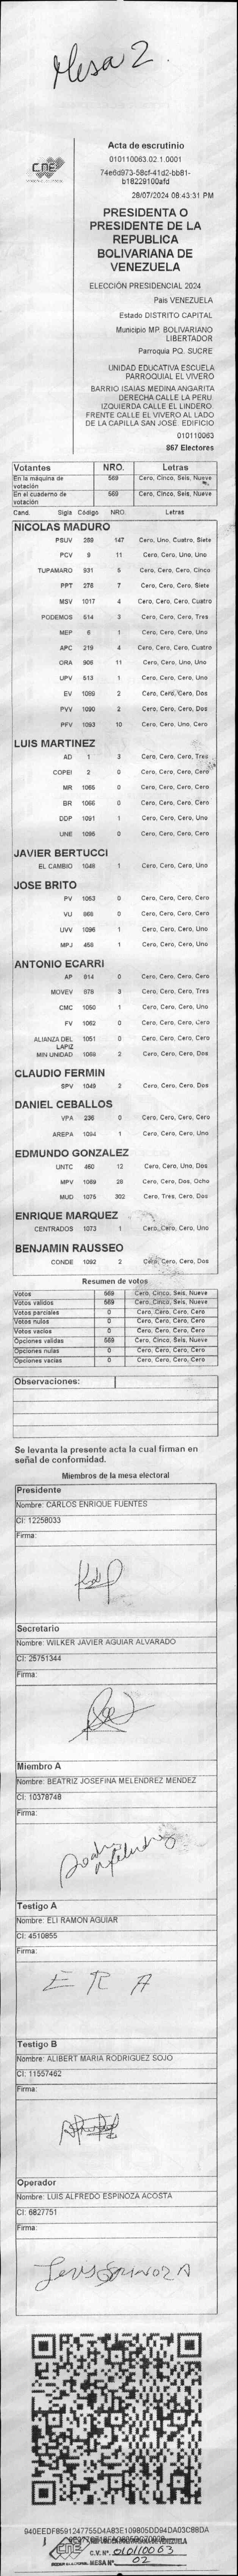 Mesa 2.
CNE
Acta de escrutinio
010110063.02.1.0001
74e6d973-58cf-41d2-bb81-
b18229100afd
28/07/2024 08:43:31 PM
PRESIDENTA O
PRESIDENTE DE LA
REPUBLICA
BOLIVARIANA DE
VENEZUELA
ELECCIÓN PRESIDENCIAL 2024
Pais VENEZUELA
Estado DISTRITO CAPITAL
Municipio MP. BOLIVARIANO
LIBERTADOR
Parroquia PQ. SUCRE
UNIDAD EDUCATIVA ESCUELA
PARROQUIAL EL VIVERO
BARRIO ISAIAS MEDINA ANGARITA
DERECHA CALLE LA PERU.
IZQUIERDA CALLE EL LINDERO.
FRENTE CALLE EL VIVERO AL LADO
DE LA CAPILLA SAN JOSÉ. EDIFICIO
010110063
867 Electores
Votantes NRO. Letras
En la máquina de votación 569 Cero, Cinco, Seis, Nueve
En el cuaderno de votación 569 Cero, Cinco, Seis, Nueve
Cand. Sigla Código NRO. Letras
NICOLAS MADURO
PSUV 289 147 Cero, Uno, Cuatro, Siete
PCV 9 11 Cero, Cero, Uno, Uno
TUPAMARO 931 5 Cero, Cero, Cero, Cinco
PPT 276 7 Cero, Cero, Cero, Siete
MSV 1017 4 Cero, Cero, Cero, Cuatro
PODEMOS 514 3 Cero, Cero, Cero, Tres
MEP 6 1 Cero, Cero, Cero, Uno
APC 219 4 Cero, Cero, Cero, Cuatro
ORA 906 11 Cero, Cero, Uno, Uno
UPV 513 1 Cero, Cero, Cero, Uno
EV 1089 2 Cero, Cero, Cero, Dos
PVV 1090 2 Cero, Cero, Cero, Dos
PFV 1093 10 Cero, Cero, Uno, Cero
LUIS MARTINEZ
AD 1 3 Cero, Cero, Cero, Tres
COPEI 2 0 Cero, Cero, Cero, Cero
MR 1065 0 Cero, Cero, Cero, Cero
BR 1066 0 Cero, Cero, Cero, Cero
DDP 1091 1 Cero, Cero, Cero, Uno
UNE 1095 0 Cero, Cero, Cero, Cero
JAVIER BERTUCCI
EL CAMBIO 1048 1 Cero, Cero, Cero, Uno
JOSE BRITO
PV 1053 0 Cero, Cero, Cero, Cero
VU 868 0 Cero, Cero, Cero, Cero
UVV 1096 1 Cero, Cero, Cero, Uno
MPJ 458 1 Cero, Cero, Cero, Uno
ANTONIO ECARRI
AP 914 0 Cero, Cero, Cero, Cero
MOVEV 878 3 Cero, Cero, Cero, Tres
CMC 1050 1 Cero, Cero, Cero, Uno
FV 1062 0 Cero, Cero, Cero, Cero
ALIANZA DEL LAPIZ 1051 0 Cero, Cero, Cero, Cero
MIN UNIDAD 1069 2 Cero, Cero, Cero, Dos
CLAUDIO FERMIN
SPV 1049 2 Cero, Cero, Cero, Dos
DANIEL CEBALLOS
VPA 236 0 Cero, Cero, Cero, Cero
AREPA 1094 1 Cero, Cero, Cero, Uno
EDMUNDO GONZALEZ
UNTC 460 12 Cero, Cero, Uno, Dos
MPV 1069 28 Cero, Cero, Dos, Ocho
MUD 1075 302 Cero, Tres, Cero, Dos
ENRIQUE MARQUEZ
CENTRADOS 1073 1 Cero, Cero, Cero, Uno
BENJAMIN RAUSSEO
CONDE 1092 2 Cero, Cero, Cero, Dos
Resumen de votos
Votos 569 Cero, Cinco, Seis, Nueve
Votos validos 569 Cero, Cinco, Seis, Nueve
Votos parciales 0 Cero, Cero, Cero, Cero
Votos nulos 0 Cero, Cero, Cero, Cero
Votos vacios 0 Cero, Cero, Cero, Cero
Opciones validas 569 Cero, Cinco, Seis, Nueve
Opciones nulas 0 Cero, Cero, Cero, Cero
Opciones vacias 0 Cero, Cero, Cero, Cero
Observaciones:
Se levanta la presente acta la cual firman en
señal de conformidad.
Miembros de la mesa electoral
Presidente
Nombre: CARLOS ENRIQUE FUENTES
CI: 12258033
Firma:
Secretario
Nombre: WILKER JAVIER AGUIAR ALVARADO
CI: 25751344
Firma:
Miembro A
Nombre: BEATRIZ JOSEFINA MELENDREZ MENDEZ
CI: 10378748
Firma:
Testigo A
Nombre: ELI RAMON AGUIAR
CI: 4510855
Firma:
E R A
Testigo B
Nombre: ALIBERT MARIA RODRIGUEZ SOJO
CI: 11557462
Firma:
Operador
Nombre: LUIS ALFREDO ESPINOZA ACOSTA
CI: 6827751
Firma:
940EEDF8591247755D4A83E109805DD94DA03C88DA
CNE
C.V. N°. 010110063
MESA N° 02